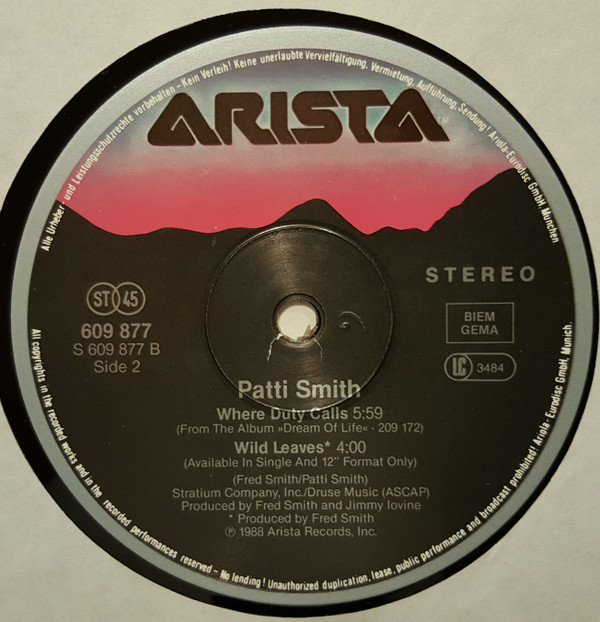 Alle Urheber- und Leistungsschutzrechte vorbehalten – Kein Verleih! Keine unerlaubte Vervielfältigung, Vermietung, Aufführung, Sendung! Ariola-Eurodisc GmbH, München
ARISTA
TM
STEREO
ST 45
609 877
S 609 877 B
Side 2
BIEM
GEMA
LC 3484
Patti Smith
Where Duty Calls 5:59
(From The Album »Dream Of Life« - 209 172)
Wild Leaves* 4:00
(Available In Single And 12" Format Only)
(Fred Smith/Patti Smith)
Stratium Company, Inc./Druse Music (ASCAP)
Produced by Fred Smith and Jimmy Iovine
* Produced by Fred Smith
℗ 1988 Arista Records, Inc.
All copyrights in the recorded works and in the recorded performances reserved – No lending! Unauthorized duplication, lease, public performance and broadcast prohibited! Ariola-Eurodisc GmbH, Munich.